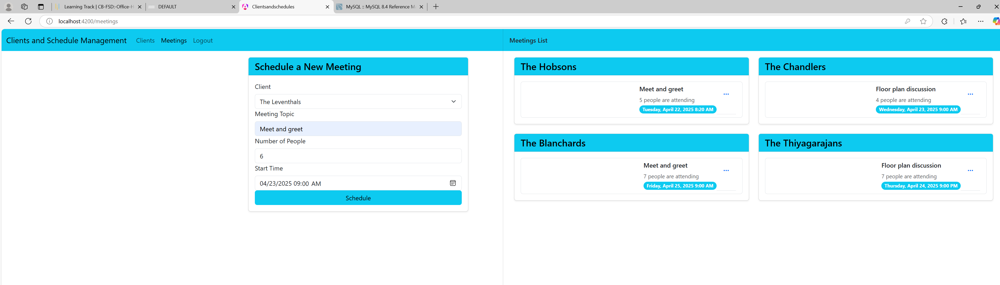 Learning Track | CB-FSD:-Office-H
DEFAULT
Clientsandschedules
MySQL :: MySQL 8.4 Reference Ma
localhost:4200/meetings
Clients and Schedule Management Clients Meetings Logout
Meetings List
Schedule a New Meeting
Client
The Leventhals
Meeting Topic
Meet and greet
Number of People
6
Start Time
04/23/2025 09:00 AM
Schedule
The Hobsons
Meet and greet
5 people are attending
Tuesday, April 22, 2025 8:20 AM
The Chandlers
Floor plan discussion
4 people are attending
Wednesday, April 23, 2025 9:00 AM
The Blanchards
Meet and greet
7 people are attending
Friday, April 25, 2025 9:00 AM
The Thiyagarajans
Floor plan discussion
7 people are attending
Thursday, April 24, 2025 9:00 PM